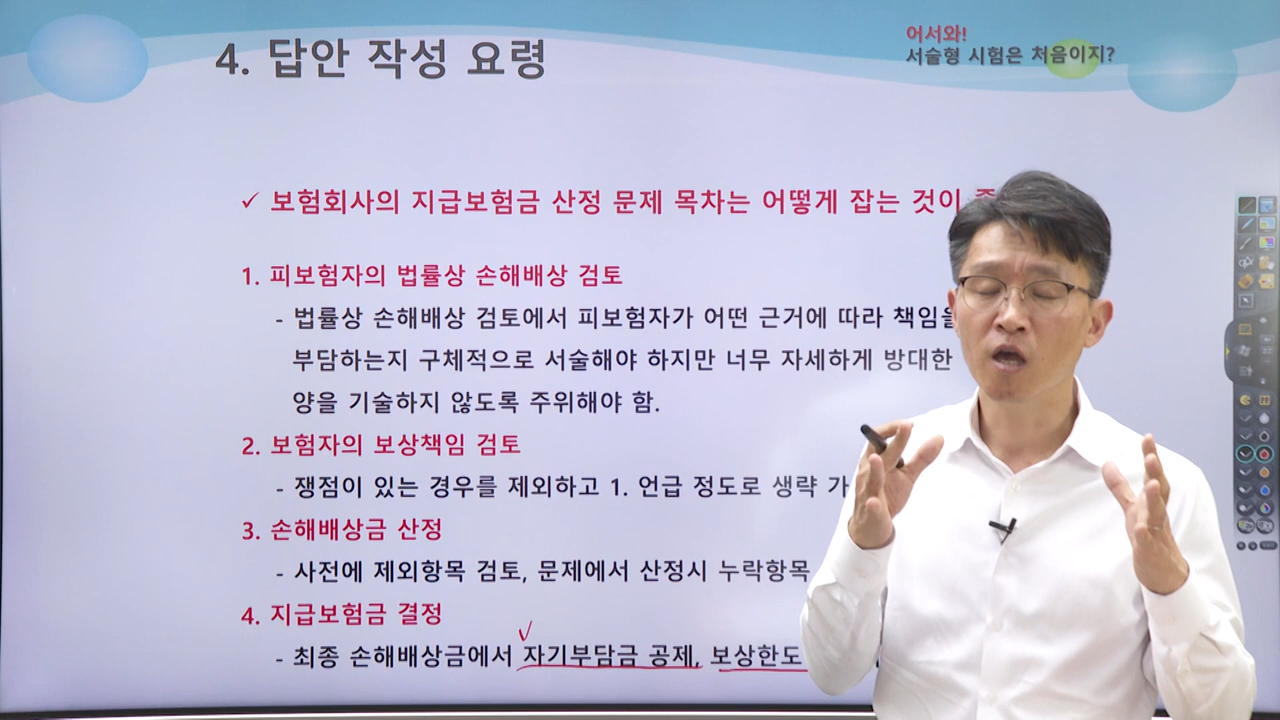 4. 답안 작성 요령
어서와!
서술형 시험은 처음이지?
✓ 보험회사의 지급보험금 산정 문제 목차는 어떻게 잡는 것이
1. 피보험자의 법률상 손해배상 검토
- 법률상 손해배상 검토에서 피보험자가 어떤 근거에 따라 책임을
부담하는지 구체적으로 서술해야 하지만 너무 자세하게 방대한
양을 기술하지 않도록 주위해야 함.
2. 보험자의 보상책임 검토
- 쟁점이 있는 경우를 제외하고 1. 언급 정도로 생략
3. 손해배상금 산정
- 사전에 제외항목 검토, 문제에서 산정시 누락항목
4. 지급보험금 결정
- 최종 손해배상금에서 자기부담금 공제, 보상한도